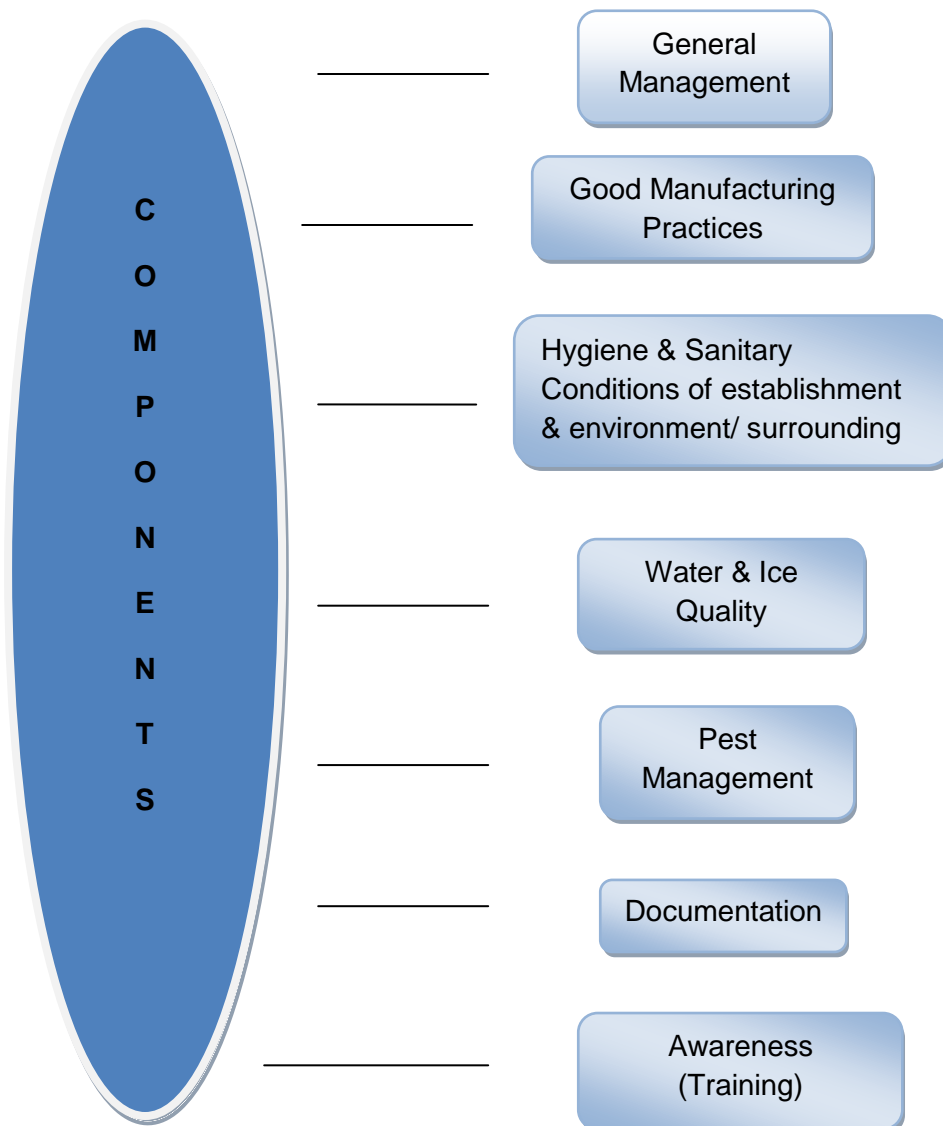 COMPONENTS
General
Management
Good Manufacturing
Practices
Hygiene & Sanitary
Conditions of establishment
& environment/ surrounding
Water & Ice
Quality
Pest
Management
Documentation
Awareness
(Training)